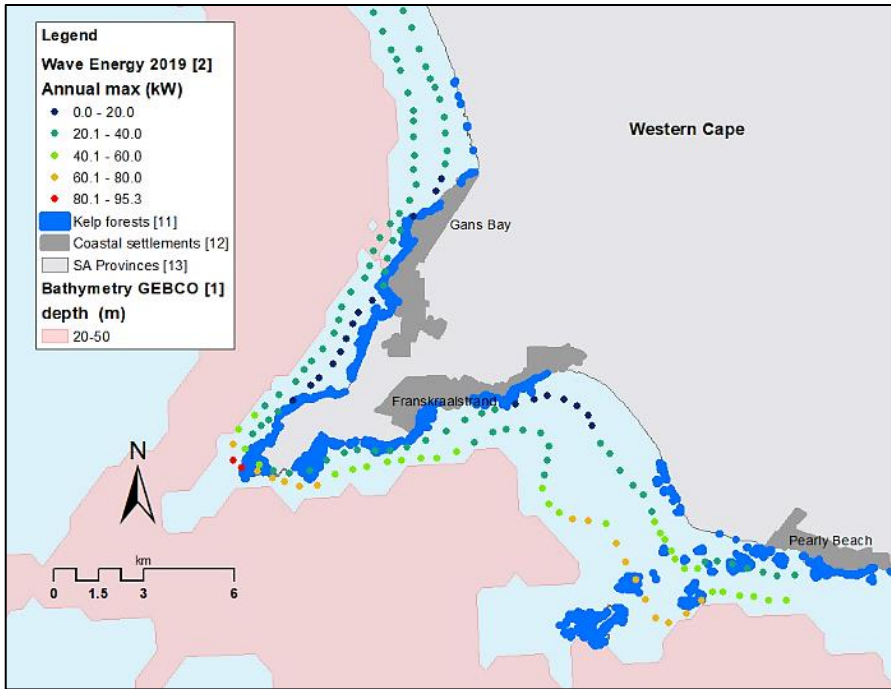 Legend
Wave Energy 2019 [2]
Annual max (kW)
0.0 - 20.0
20.1 - 40.0
40.1 - 60.0
60.1 - 80.0
80.1 - 95.3
Kelp forests [11]
Coastal settlements [12]
SA Provinces [13]
Bathymetry GEBCO [1]
depth (m)
20-50
Western Cape
Gans Bay
Franskraalstrand
Pearly Beach
N
km
0 1.5 3 6